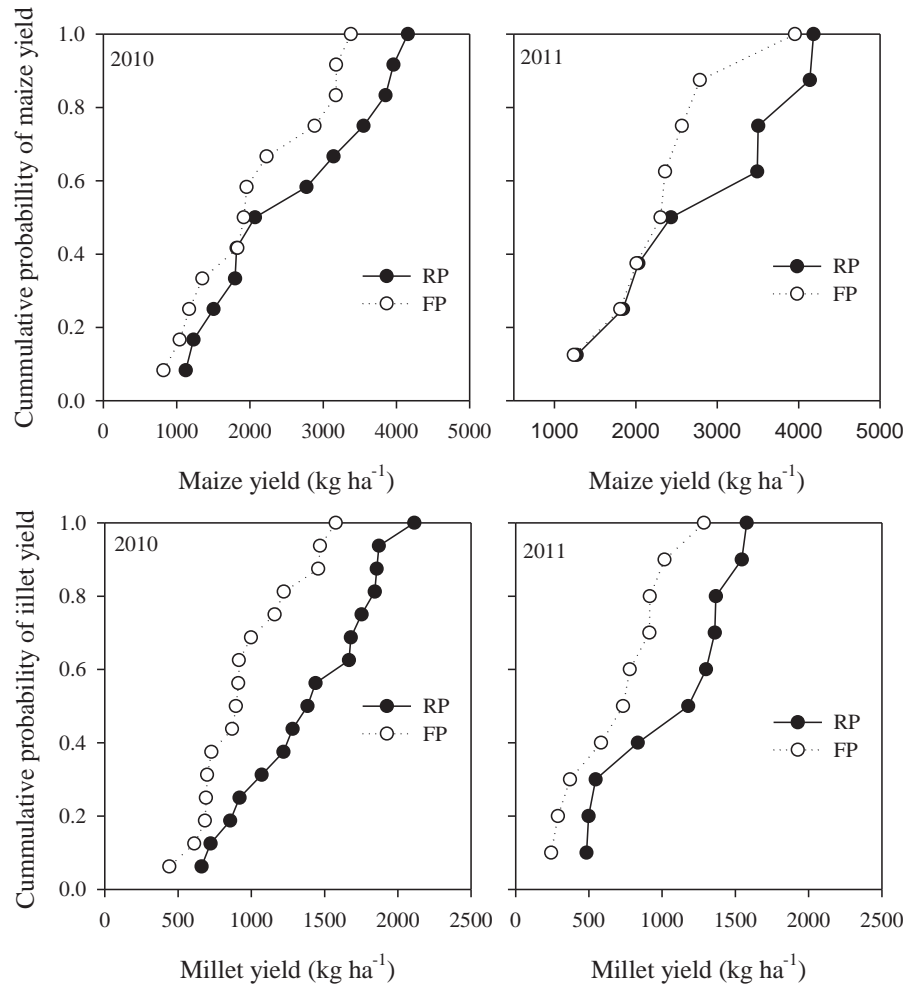 Cummulative probabillity of maize yield
1.0
0.8
0.6
0.4
0.2
0.0
2010
RP
FP
0 1000 2000 3000 4000 5000
Maize yield (kg ha-1)
2011
RP
FP
1000 2000 3000 4000 5000
Maize yield (kg ha-1)
Cummulative probability of iillet yield
1.0
0.8
0.6
0.4
0.2
0.0
2010
RP
FP
0 500 1000 1500 2000 2500
Millet yield (kg ha-1)
2011
RP
FP
0 500 1000 1500 2000 2500
Millet yield (kg ha-1)